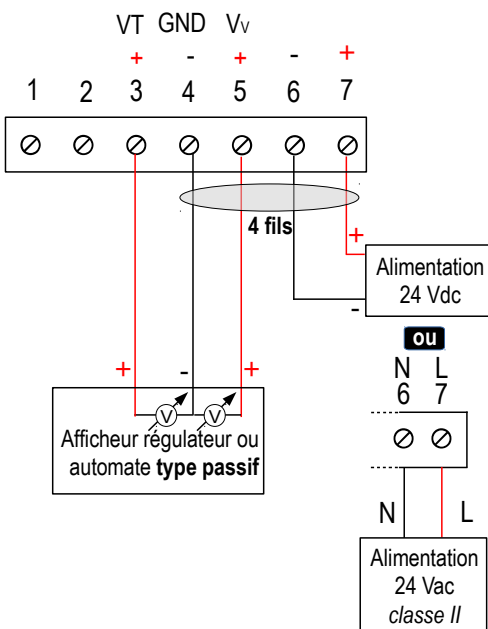 VT GND Vv
+ - + - +
1 2 3 4 5 6 7
4 fils
+
Alimentation
24 Vdc
-
ou
+ - +
V V
Afficheur régulateur ou
automate type passif
N L
6 7
N L
Alimentation
24 Vac
classe II